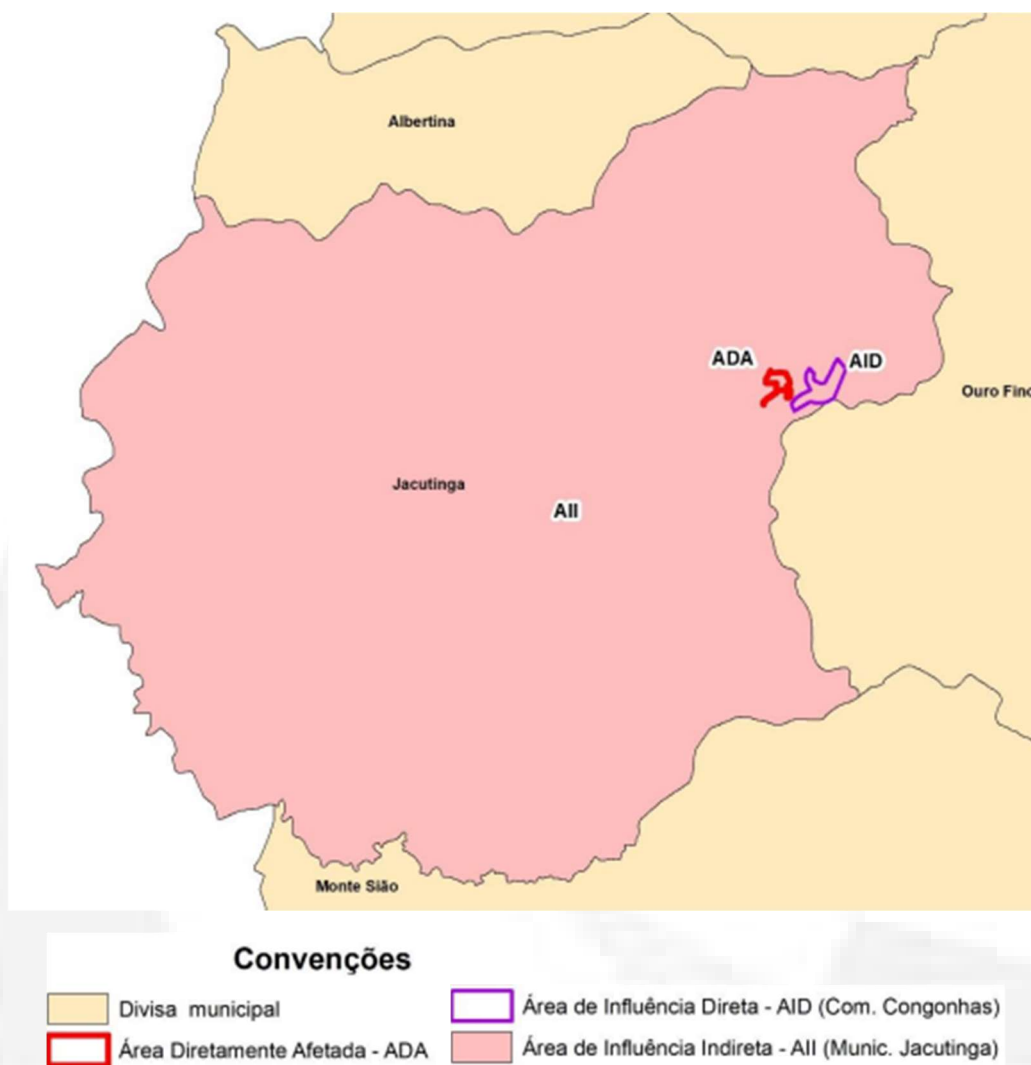 Albertina
ADA
AID
Ouro Fino
Jacutinga
AII
Monte Sião
Convenções
Divisa municipal
Área de Influência Direta - AID (Com. Congonhas)
Área Diretamente Afetada - ADA
Área de Influência Indireta - AII (Munic. Jacutinga)